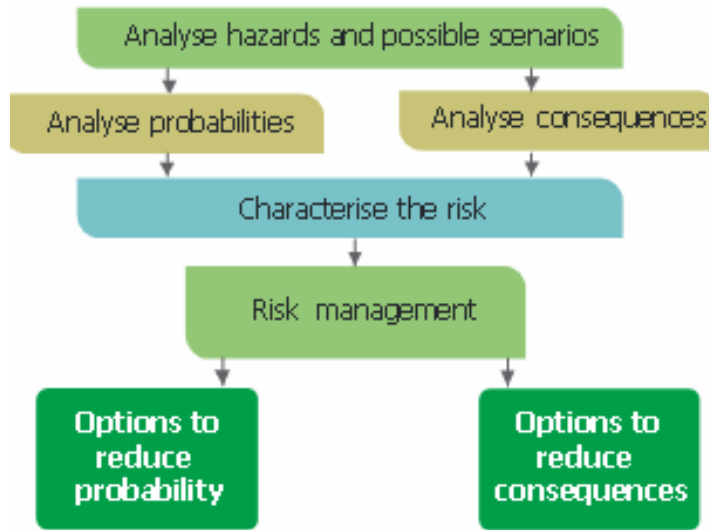 Analyse hazards and possible scenarios
Analyse probabilities
Analyse consequences
Characterise the risk
Risk management
Options to
reduce
probability
Options to
reduce
consequences